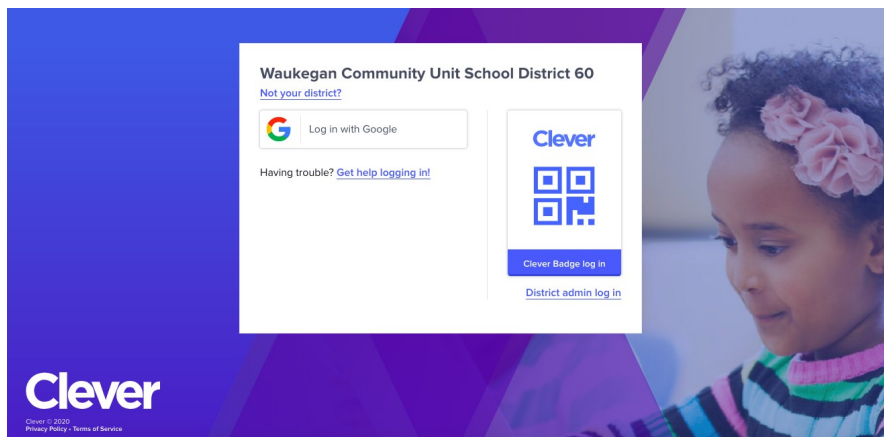 Waukegan Community Unit School District 60
Not your district?
Log in with Google
Having trouble? Get help logging in!
Clever
Clever Badge log in
District admin log in
Clever
Clever © 2020
Privacy Policy - Terms of Service